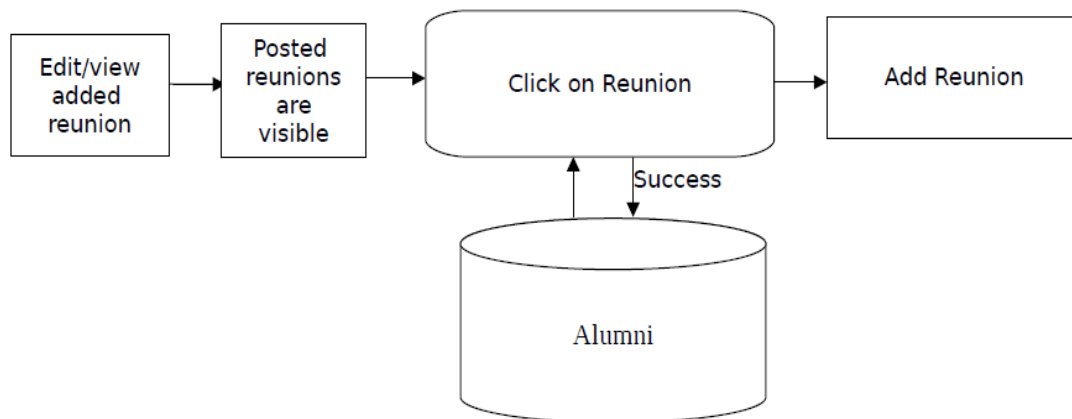 Edit/view
added
reunion
Posted
reunions
are
visible
Click on Reunion
Add Reunion
Success
Alumni